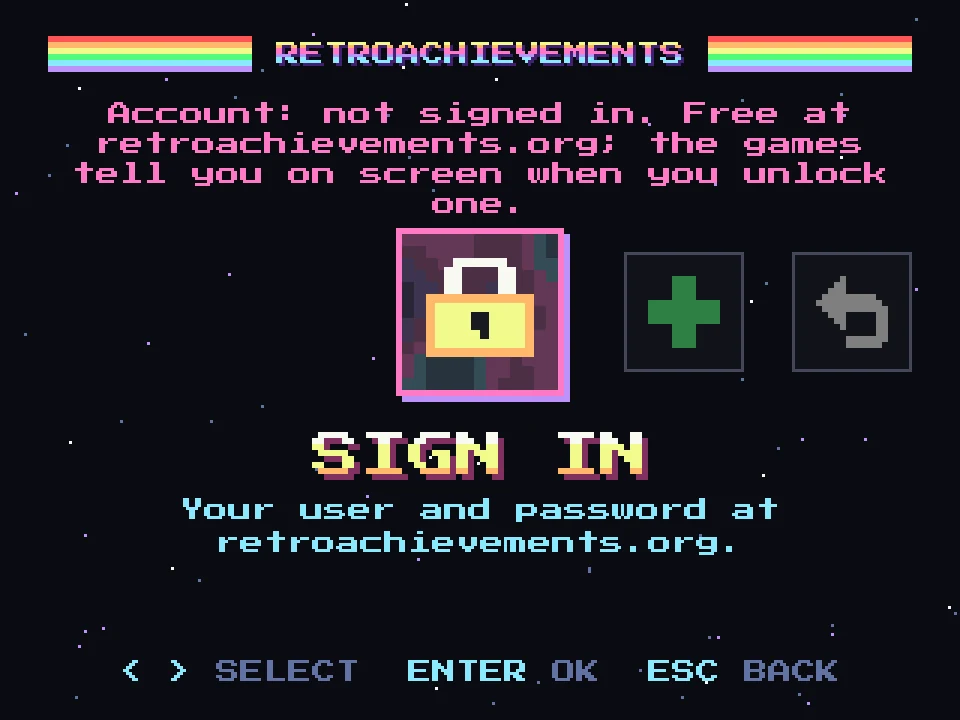 RETROACHIEVEMENTS
Account: not signed in. Free at
retroachievements.org; the games
tell you on screen when you unlock
one.
SIGN IN
Your user and password at
retroachievements.org.
< > SELECT ENTER OK ESC BACK